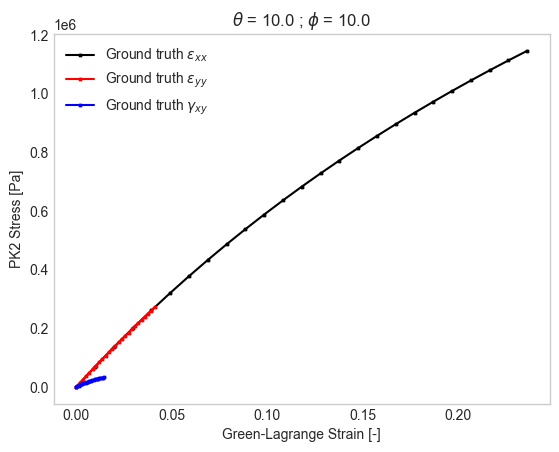 θ = 10.0 ; ϕ = 10.0
1e6
1.2
1.0
0.8
0.6
0.4
0.2
0.0
PK2 Stress [Pa]
Ground truth εxx
Ground truth εyy
Ground truth γxy
0.00 0.05 0.10 0.15 0.20
Green-Lagrange Strain [-]